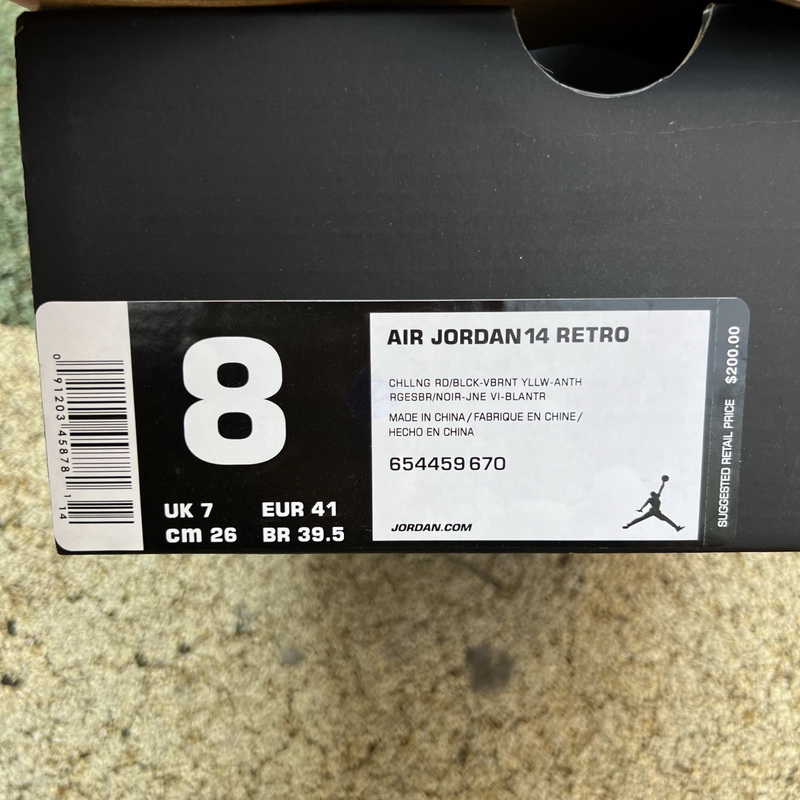 0 91203 45878 1 14
8
UK 7 EUR 41
cm 26 BR 39.5
AIR JORDAN 14 RETRO
CHLLNG RD/BLCK-VBRNT YLLW-ANTH
RGESBR/NOIR-JNE VI-BLANTR
MADE IN CHINA/FABRIQUE EN CHINE/
HECHO EN CHINA
654459 670
JORDAN.COM
SUGGESTED RETAIL PRICE $200.00